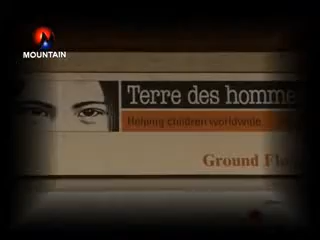 MOUNTAIN
Terre des homme
Helping children worldwide
Ground Flo